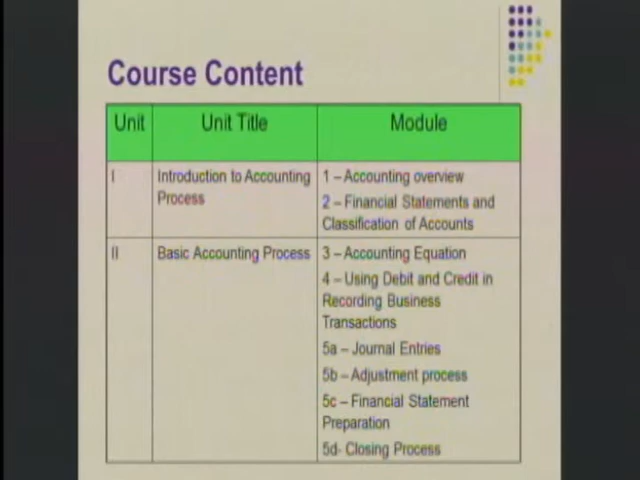 Course Content
Unit Unit Title Module
I Introduction to Accounting Process 1 – Accounting overview
2 – Financial Statements and
Classification of Accounts
II Basic Accounting Process 3 – Accounting Equation
4 – Using Debit and Credit in
Recording Business
Transactions
5a – Journal Entries
5b – Adjustment process
5c – Financial Statement
Preparation
5d- Closing Process